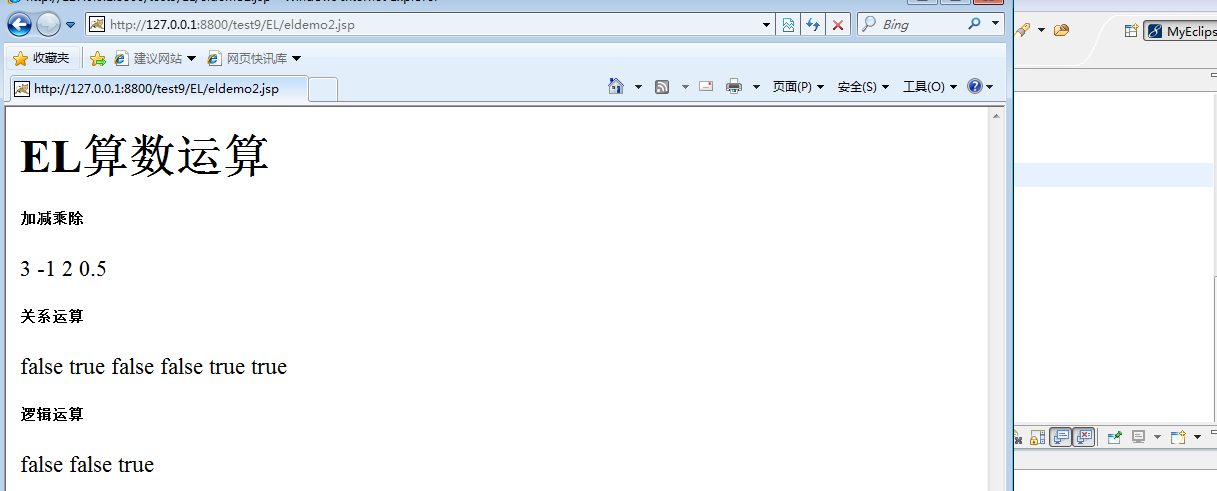 http://127.0.0.1:8800/test9/EL/eldemo2.jsp
Bing
MyEclips
收藏夹
建议网站
网页快讯库
http://127.0.0.1:8800/test9/EL/eldemo2.jsp
页面(P)
安全(S)
工具(O)
EL算数运算
加减乘除
3 -1 2 0.5
关系运算
false true false false true true
逻辑运算
false false true